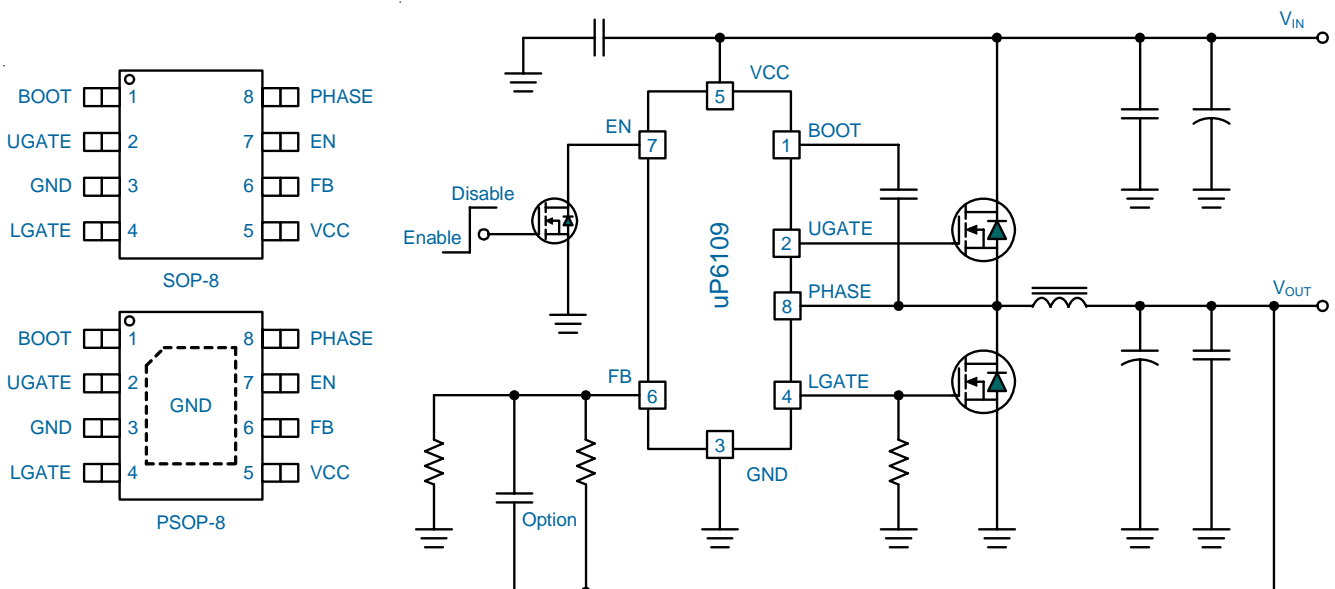 BOOT 1 8 PHASE
UGATE 2 7 EN
GND 3 6 FB
LGATE 4 5 VCC
SOP-8
BOOT 1 8 PHASE
UGATE 2 7 EN
GND
GND 3 6 FB
LGATE 4 5 VCC
PSOP-8
VIN
VCC
5
EN
7
BOOT
1
Disable
Enable
UGATE
2
uP6109
PHASE
8
VOUT
FB
6
LGATE
4
3
GND
Option